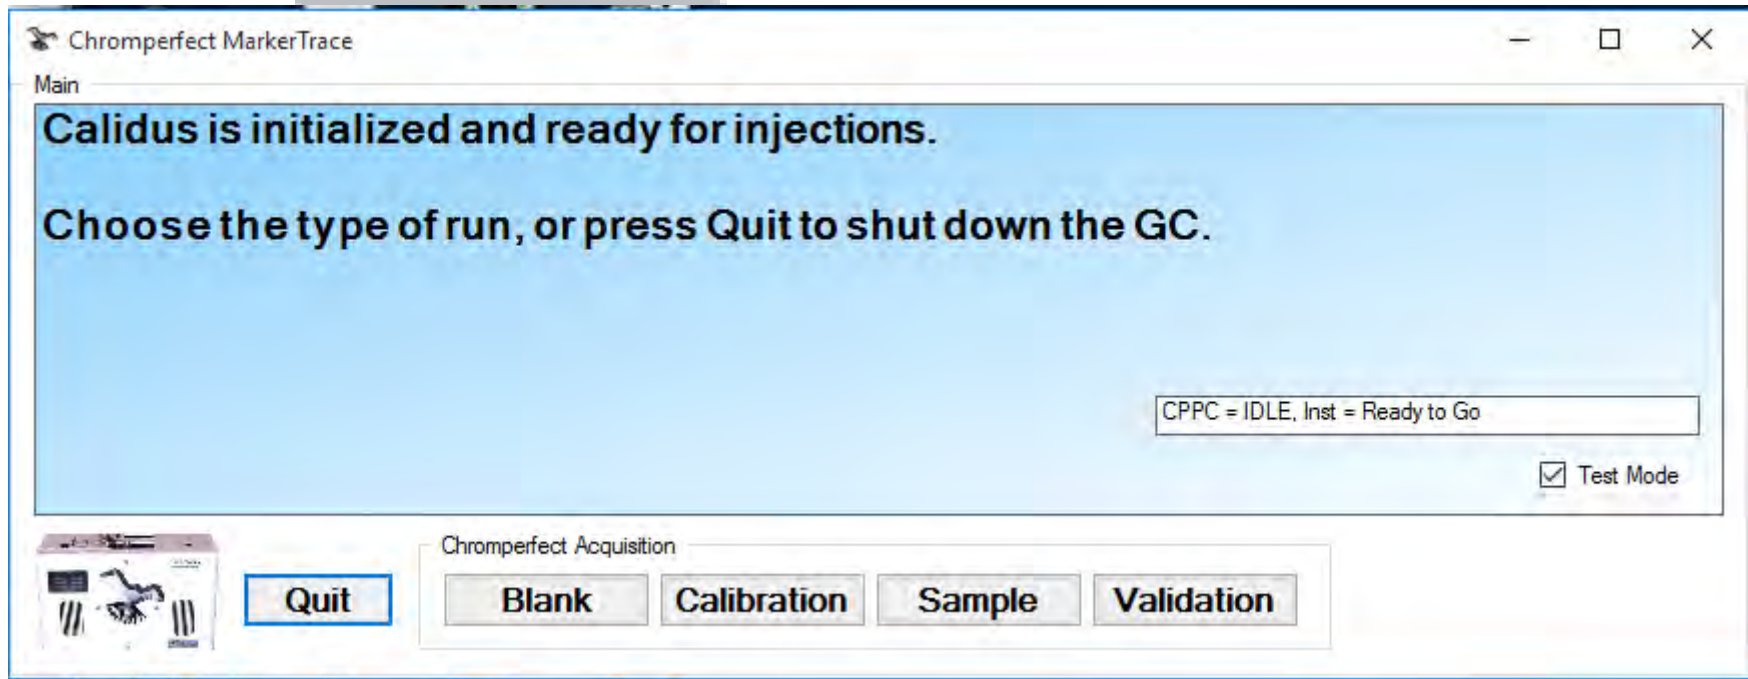 Chromperfect MarkerTrace
Main
Calidus is initialized and ready for injections.
Choose the type of run, or press Quit to shut down the GC.
CPPC = IDLE, Inst = Ready to Go
Test Mode
Chromperfect Acquisition
Quit
Blank
Calibration
Sample
Validation